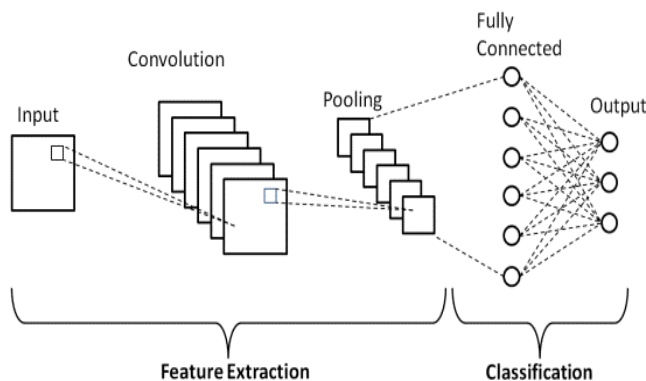 Fully
Connected
Convolution
Pooling
Output
Input
Feature Extraction
Classification